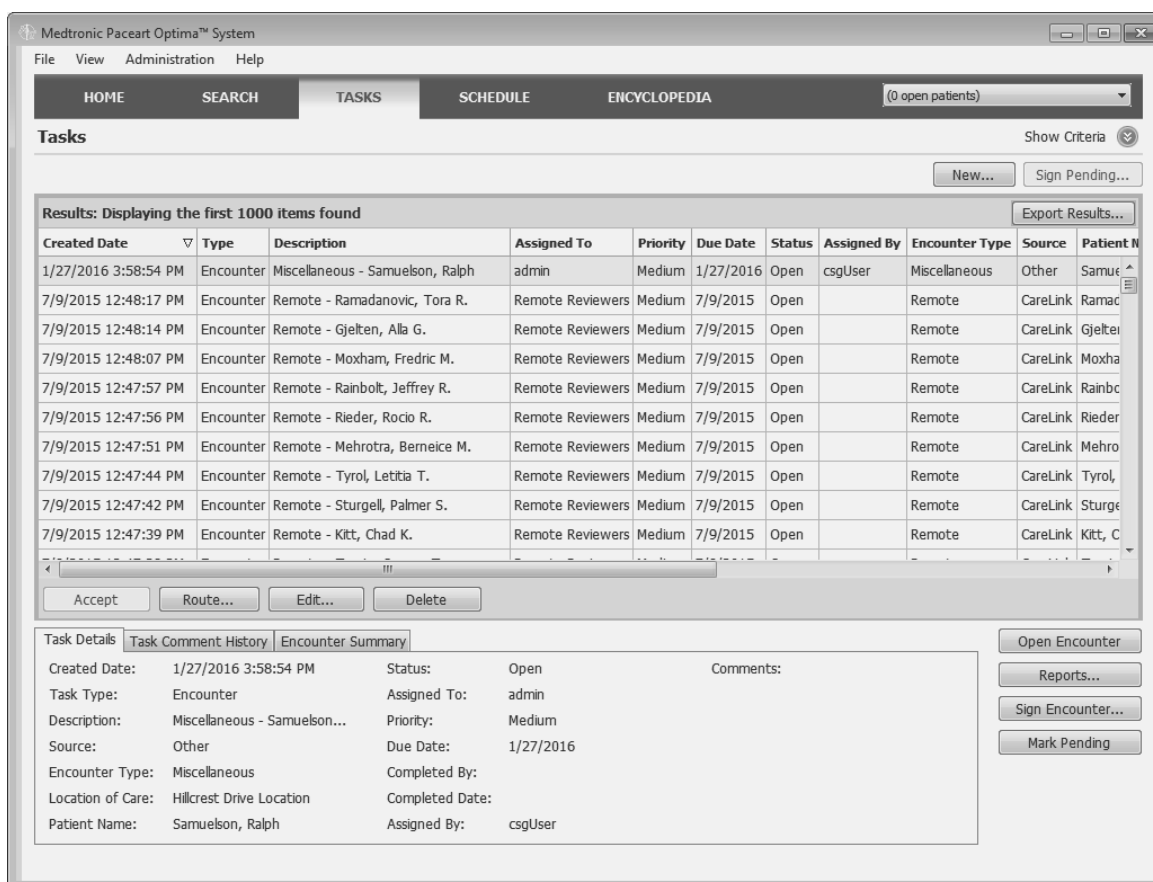 Medtronic Paceart Optima™ System
File View Administration Help
HOME SEARCH TASKS SCHEDULE ENCYCLOPEDIA (0 open patients)
Tasks Show Criteria
New... Sign Pending...
Results: Displaying the first 1000 items found Export Results...
Created Date Type Description Assigned To Priority Due Date Status Assigned By Encounter Type Source Patient N
1/27/2016 3:58:54 PM Encounter Miscellaneous - Samuelson, Ralph admin Medium 1/27/2016 Open csgUser Miscellaneous Other Samue
7/9/2015 12:48:17 PM Encounter Remote - Ramadanovic, Tora R. Remote Reviewers Medium 7/9/2015 Open Remote CareLink Ramad
7/9/2015 12:48:14 PM Encounter Remote - Gjelten, Alla G. Remote Reviewers Medium 7/9/2015 Open Remote CareLink Gjelte
7/9/2015 12:48:07 PM Encounter Remote - Moxham, Fredric M. Remote Reviewers Medium 7/9/2015 Open Remote CareLink Moxha
7/9/2015 12:47:57 PM Encounter Remote - Rainbolt, Jeffrey R. Remote Reviewers Medium 7/9/2015 Open Remote CareLink Rainbo
7/9/2015 12:47:56 PM Encounter Remote - Rieder, Rocio R. Remote Reviewers Medium 7/9/2015 Open Remote CareLink Rieder
7/9/2015 12:47:51 PM Encounter Remote - Mehrotra, Berneice M. Remote Reviewers Medium 7/9/2015 Open Remote CareLink Mehro
7/9/2015 12:47:44 PM Encounter Remote - Tyrol, Letitia T. Remote Reviewers Medium 7/9/2015 Open Remote CareLink Tyrol,
7/9/2015 12:47:42 PM Encounter Remote - Sturgell, Palmer S. Remote Reviewers Medium 7/9/2015 Open Remote CareLink Sturge
7/9/2015 12:47:39 PM Encounter Remote - Kitt, Chad K. Remote Reviewers Medium 7/9/2015 Open Remote CareLink Kitt, C
Accept Route... Edit... Delete
Task Details Task Comment History Encounter Summary Open Encounter
Created Date: 1/27/2016 3:58:54 PM Status: Open Comments: Reports...
Task Type: Encounter Assigned To: admin
Description: Miscellaneous - Samuelson... Priority: Medium Sign Encounter...
Source: Other Due Date: 1/27/2016 Mark Pending
Encounter Type: Miscellaneous Completed By:
Location of Care: Hillcrest Drive Location Completed Date:
Patient Name: Samuelson, Ralph Assigned By: csgUser